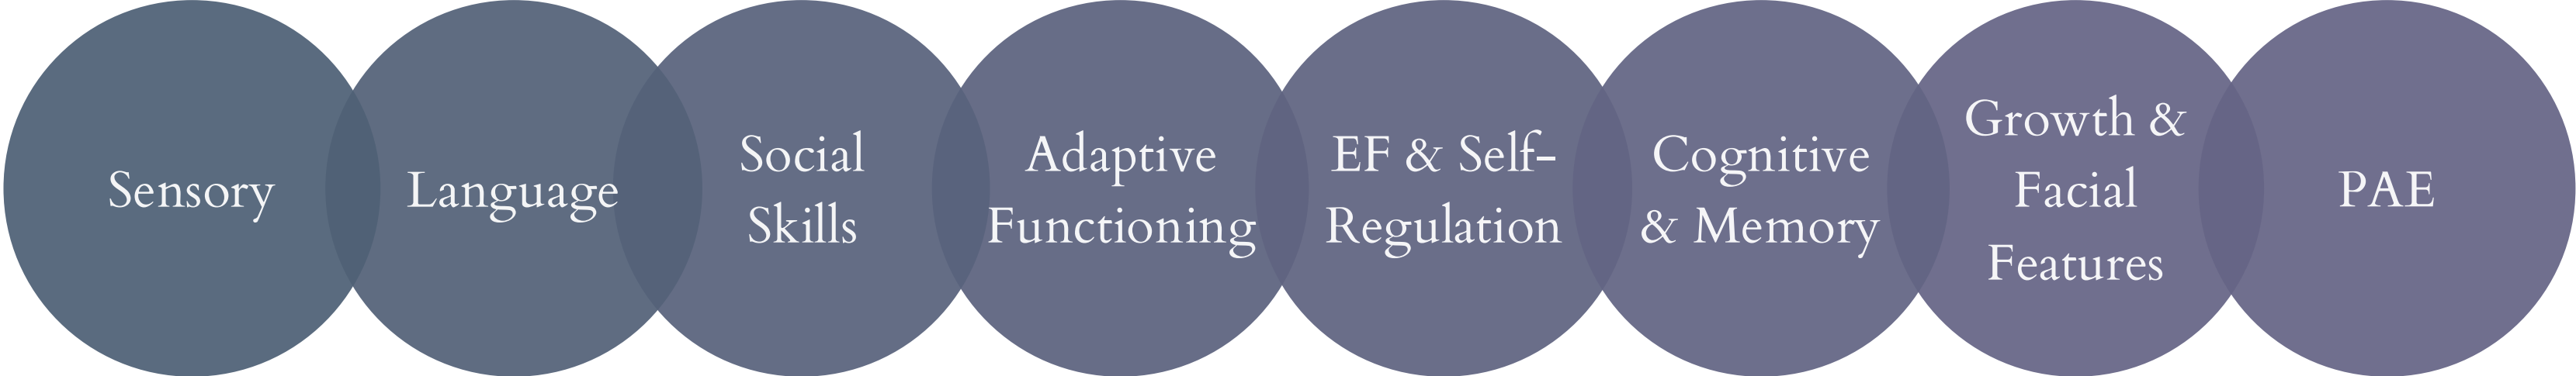 Sensory
Language
Social
Skills
Adaptive
Functioning
EF & Self-
Regulation
Cognitive
& Memory
Growth &
Facial
Features
PAE